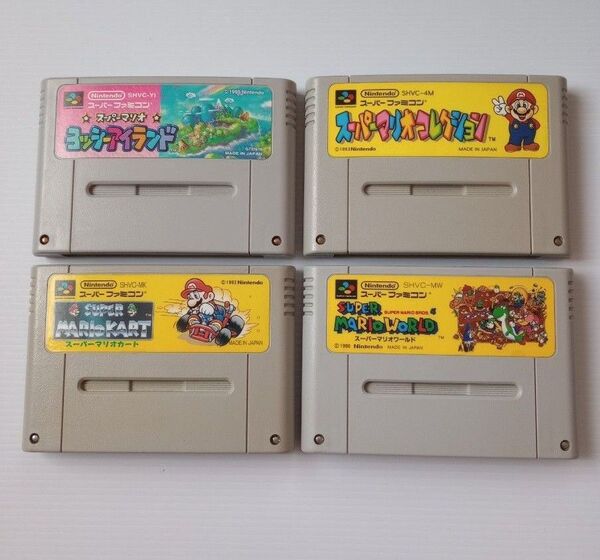 Nintendo SHVC-YI
スーパーファミコン
スーパーマリオ
ヨッシーアイランド
©1995 Nintendo
MADE IN JAPAN
Nintendo SHVC-4M
スーパーファミコン
スーパーマリオコレクション™
©1993 Nintendo MADE IN JAPAN
Nintendo SHVC-MK
スーパーファミコン
©1992 Nintendo
SUPER
MARIO KART
スーパーマリオカート
MADE IN JAPAN
Nintendo SHVC-MW
スーパーファミコン
SUPER SUPER MARIO BROS. 4
MARIO WORLD™
スーパーマリオワールド
©1990 Nintendo MADE IN JAPAN